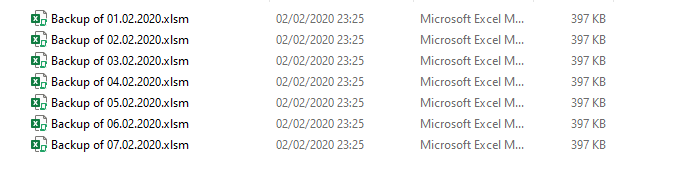 Backup of 01.02.2020.xlsm 02/02/2020 23:25 Microsoft Excel M... 397 KB
Backup of 02.02.2020.xlsm 02/02/2020 23:25 Microsoft Excel M... 397 KB
Backup of 03.02.2020.xlsm 02/02/2020 23:25 Microsoft Excel M... 397 KB
Backup of 04.02.2020.xlsm 02/02/2020 23:25 Microsoft Excel M... 397 KB
Backup of 05.02.2020.xlsm 02/02/2020 23:25 Microsoft Excel M... 397 KB
Backup of 06.02.2020.xlsm 02/02/2020 23:25 Microsoft Excel M... 397 KB
Backup of 07.02.2020.xlsm 02/02/2020 23:25 Microsoft Excel M... 397 KB